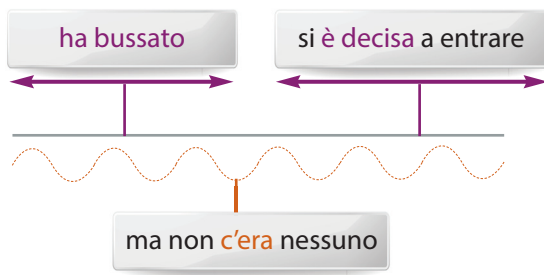 ha bussato
si è decisa a entrare
ma non c'era nessuno